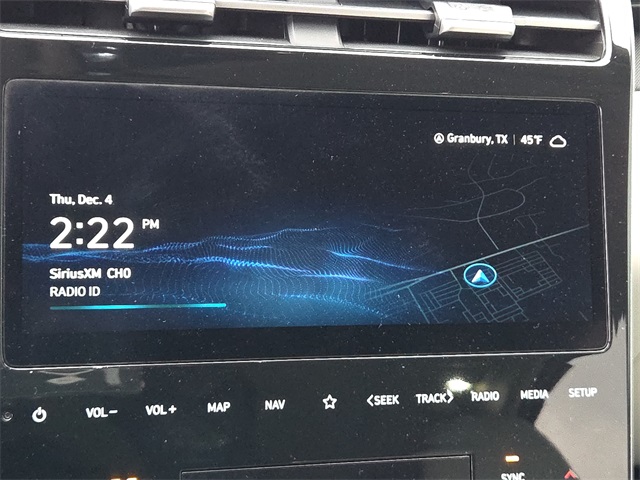 Granbury, TX | 45°F
Thu, Dec. 4
2:22 PM
SiriusXM CH0
RADIO ID
VOL− VOL+ MAP NAV <SEEK TRACK> RADIO MEDIA SETUP
SYNC